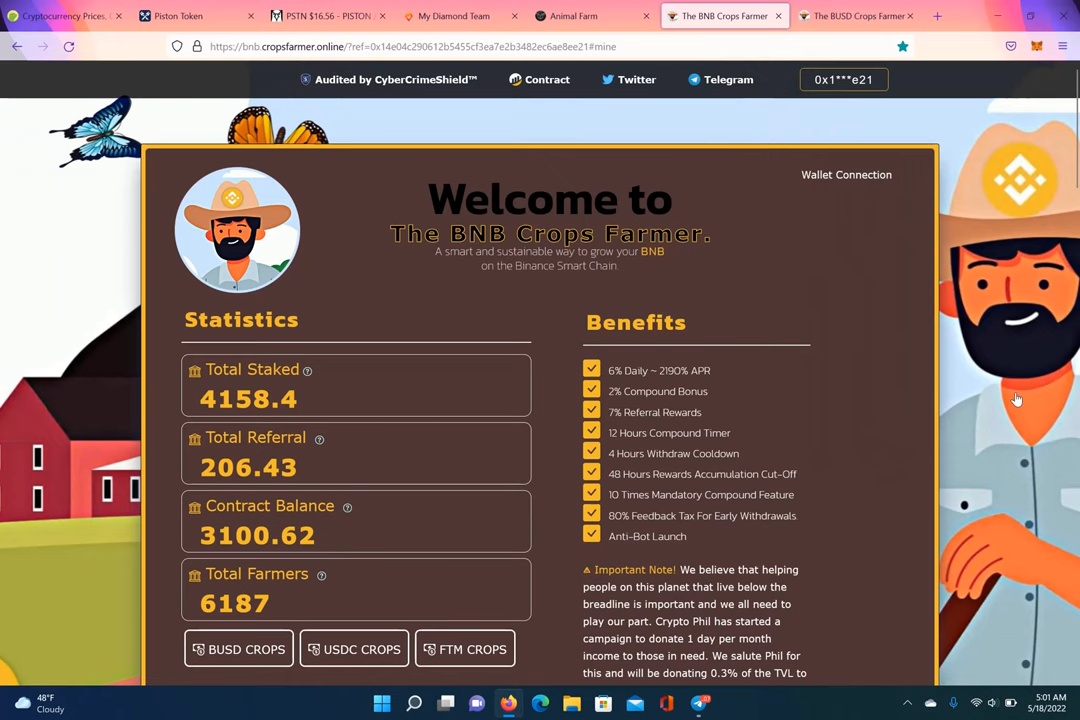 Cryptocurrency Prices, C
Piston Token
PSTN $16.56 - PISTON /
My Diamond Team
Animal Farm
The BNB Crops Farmer
The BUSD Crops Farmer
https://bnb.cropsfarmer.online/?ref=0x14e04c290612b5455cf3ea7e2b3482ec6ae8ee21#mine
Audited by CyberCrimeShield™
Contract
Twitter
Telegram
0x1***e21
Wallet Connection
Welcome to
The BNB Crops Farmer.
A smart and sustainable way to grow your BNB
on the Binance Smart Chain
Statistics
Total Staked
4158.4
Total Referral
206.43
Contract Balance
3100.62
Total Farmers
6187
BUSD CROPS
USDC CROPS
FTM CROPS
Benefits
6% Daily ~ 2190% APR
2% Compound Bonus
7% Referral Rewards
12 Hours Compound Timer
4 Hours Withdraw Cooldown
48 Hours Rewards Accumulation Cut-Off
10 Times Mandatory Compound Feature
80% Feedback Tax For Early Withdrawals
Anti-Bot Launch
Important Note! We believe that helping
people on this planet that live below the
breadline is important and we all need to
play our part. Crypto Phil has started a
campaign to donate 1 day per month
income to those in need. We salute Phil for
this and will be donating 0.3% of the TVL to
48°F
Cloudy
5:01 AM
5/18/2022